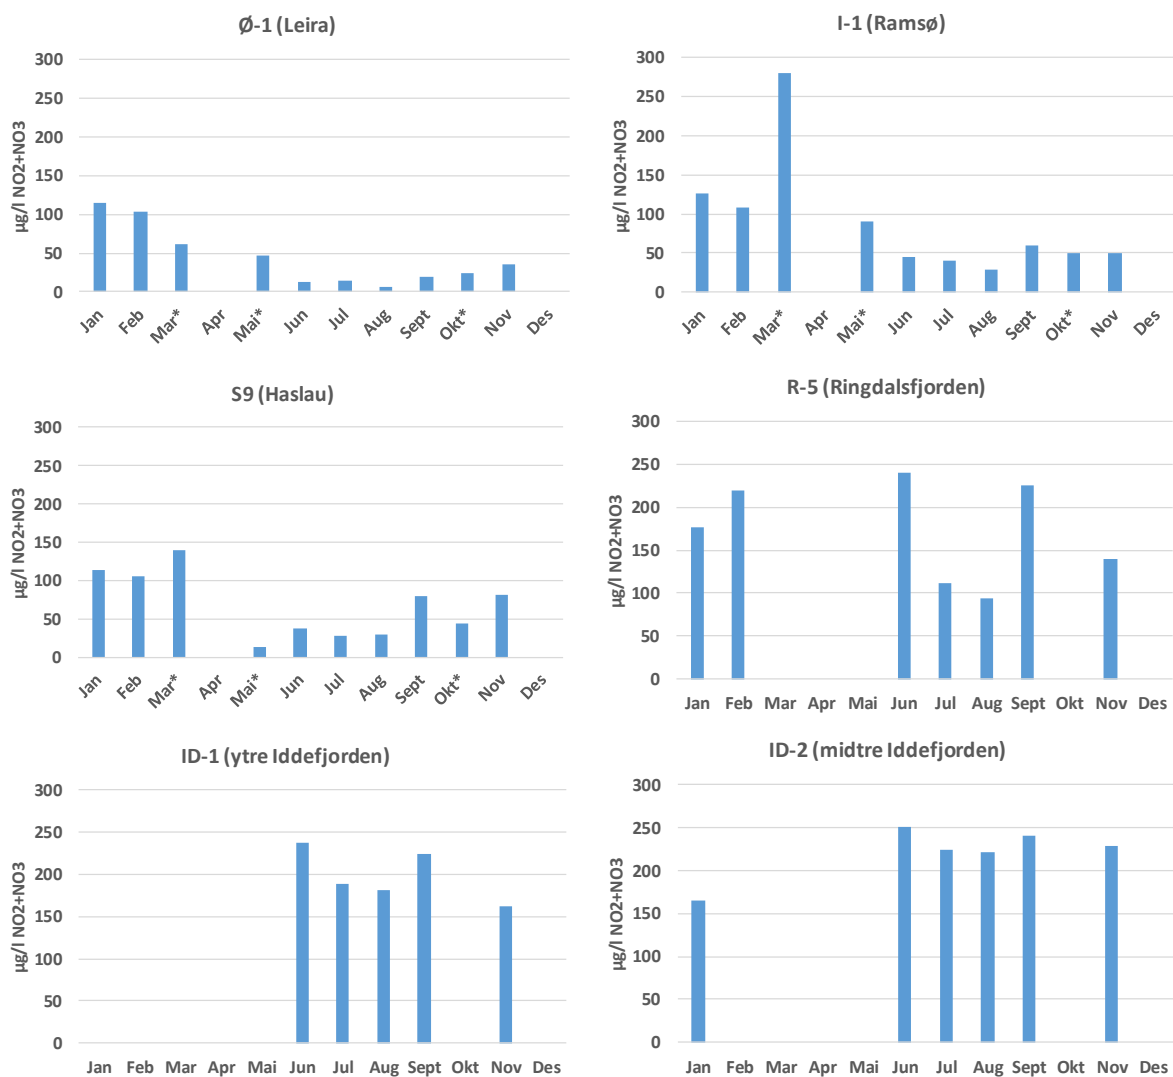 Ø-1 (Leira)
µg/l NO2+NO3
300
250
200
150
100
50
0
Jan Feb Mar* Apr Mai* Jun Jul Aug Sept Okt* Nov Des
I-1 (Ramsø)
µg/l NO2+NO3
300
250
200
150
100
50
0
Jan Feb Mar* Apr Mai* Jun Jul Aug Sept Okt* Nov Des
S9 (Haslau)
µg/l NO2+NO3
300
250
200
150
100
50
0
Jan Feb Mar* Apr Mai* Jun Jul Aug Sept Okt* Nov Des
R-5 (Ringdalsfjorden)
µg/l NO2+NO3
300
250
200
150
100
50
0
Jan Feb Mar Apr Mai Jun Jul Aug Sept Okt Nov Des
ID-1 (ytre Iddefjorden)
µg/l NO2+NO3
300
250
200
150
100
50
0
Jan Feb Mar Apr Mai Jun Jul Aug Sept Okt Nov Des
ID-2 (midtre Iddefjorden)
µg/l NO2+NO3
300
250
200
150
100
50
0
Jan Feb Mar Apr Mai Jun Jul Aug Sept Okt Nov Des